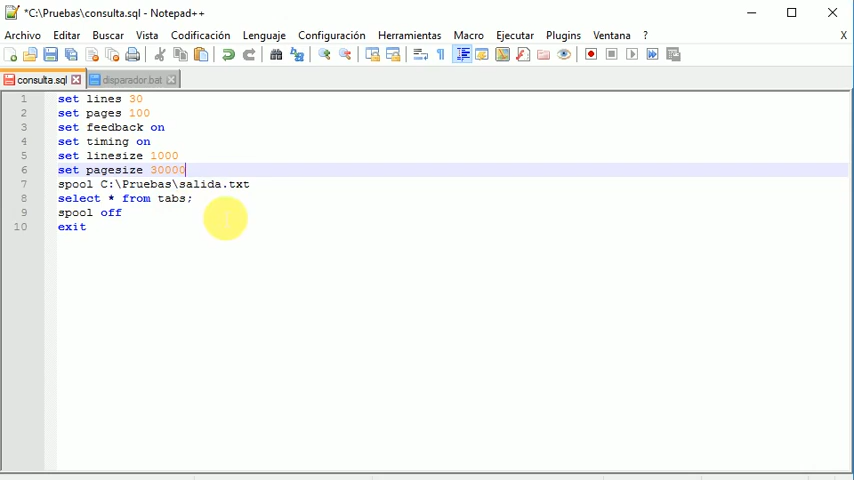 *C:\Pruebas\consulta.sql - Notepad++
Archivo Editar Buscar Vista Codificación Lenguaje Configuración Herramientas Macro Ejecutar Plugins Ventana ? X
consulta.sql disparador.bat
1 set lines 30
2 set pages 100
3 set feedback on
4 set timing on
5 set linesize 1000
6 set pagesize 30000
7 spool C:\Pruebas\salida.txt
8 select * from tabs;
9 spool off
10 exit